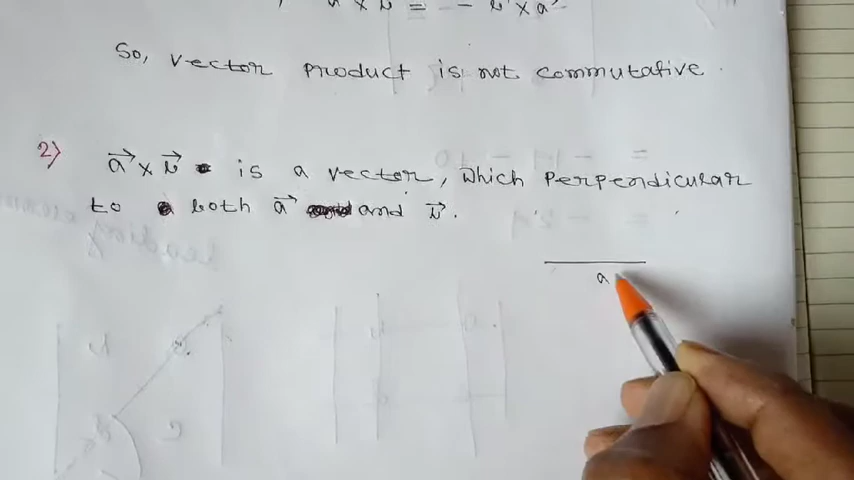 a⃗ × b⃗ = - b⃗ × a⃗
So, vector product is not commutative.
2) a⃗ × b⃗ is a vector, which perpendicular
to both a⃗ and b⃗.
a